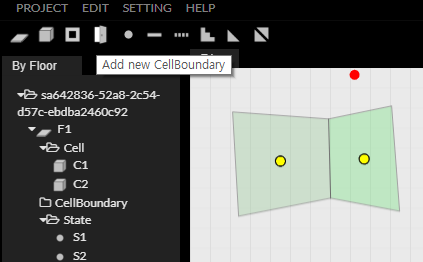 PROJECT EDIT SETTING HELP
By Floor
Add new CellBoundary
sa642836-52a8-2c54-
d57c-ebdba2460c92
F1
Cell
C1
C2
CellBoundary
State
S1
S2